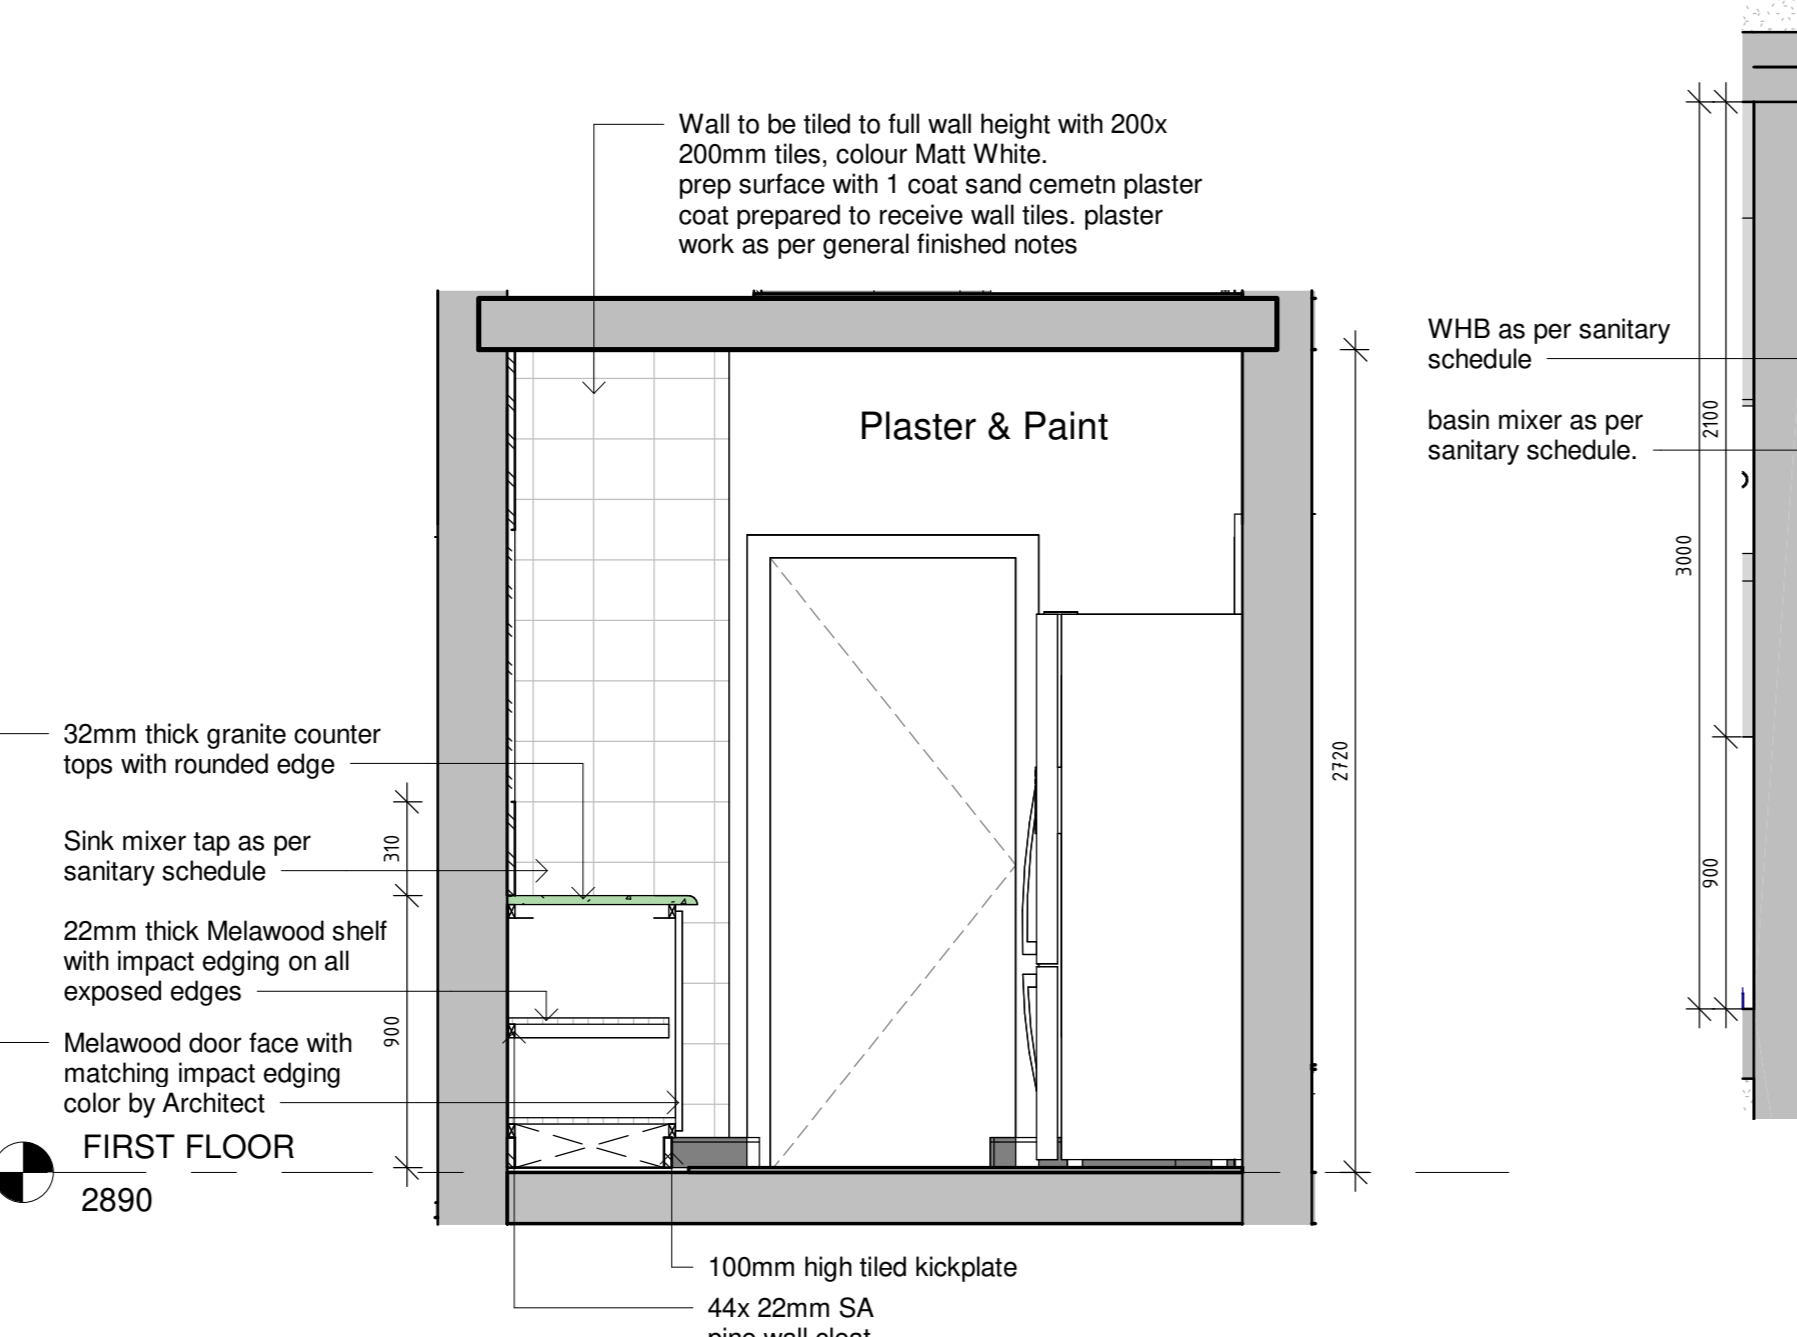 Wall to be tiled to full wall height with 200x
200mm tiles, colour Matt White.
prep surface with 1 coat sand cemetn plaster
coat prepared to receive wall tiles. plaster
work as per general finished notes
Plaster & Paint
WHB as per sanitary
schedule
basin mixer as per
sanitary schedule.
2100
3000
900
2720
32mm thick granite counter
tops with rounded edge
310
Sink mixer tap as per
sanitary schedule
22mm thick Melawood shelf
with impact edging on all
exposed edges
900
Melawood door face with
matching impact edging
color by Architect
FIRST FLOOR
2890
100mm high tiled kickplate
44x 22mm SA
pine wall cleat